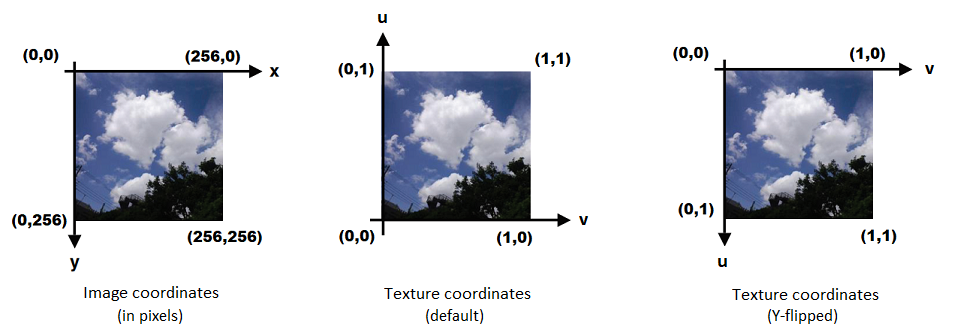 u
(0,0) (256,0) x
(0,256) (256,256)
y
Image coordinates
(in pixels)
(0,1) (1,1)
(0,0) (1,0) v
Texture coordinates
(default)
(0,0) (1,0) v
(0,1) (1,1)
u
Texture coordinates
(Y-flipped)